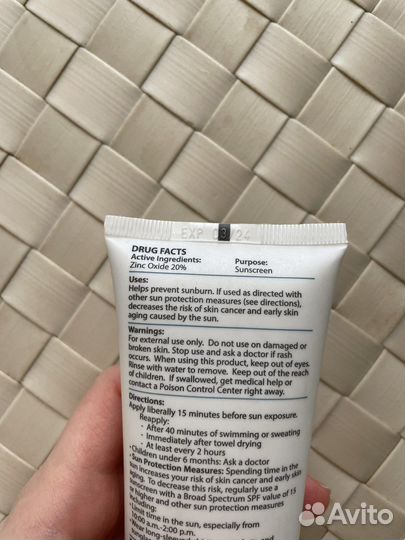 EXP 03/24
DRUG FACTS
Active Ingredients: Purpose:
Zinc Oxide 20% Sunscreen
Uses:
Helps prevent sunburn. If used as directed with
other sun protection measures (see directions),
decreases the risk of skin cancer and early skin
aging caused by the sun.
Warnings:
For external use only. Do not use on damaged or
broken skin. Stop use and ask a doctor if rash
occurs. When using this product, keep out of eyes.
Rinse with water to remove. Keep out of the reach
of children. If swallowed, get medical help or
contact a Poison Control Center right away.
Directions:
Apply liberally 15 minutes before sun exposure.
Reapply:
- After 40 minutes of swimming or sweating
- Immediately after towel drying
- At least every 2 hours
•Children under 6 months: Ask a doctor
•Sun Protection Measures: Spending time in the
sun increases your risk of skin cancer and early skin
aging. To decrease this risk, regularly use a
sunscreen with a Broad Spectrum SPF value of 15
or higher and other sun protection measures
including:
Limit time in the sun, especially from
a.m.-2:00 p.m.
Wear
Avito